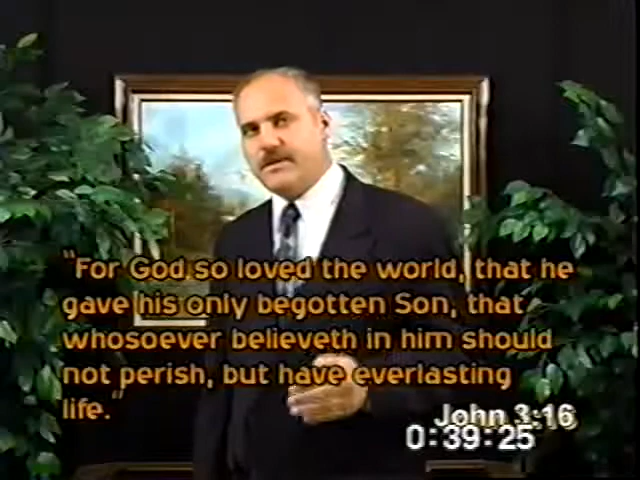 "For God so loved the world, that he
gave his only begotten Son, that
whosoever believeth in him should
not perish, but have everlasting
life."
John 3:16
0:39:25